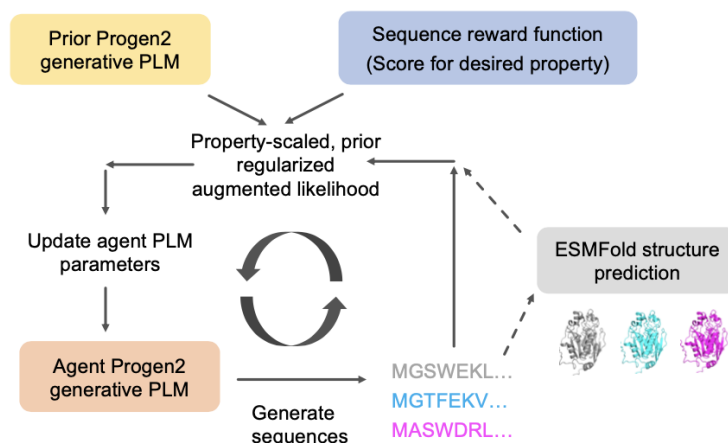 Prior Progen2
generative PLM
Sequence reward function
(Score for desired property)
Property-scaled, prior
regularized
augmented likelihood
Update agent PLM
parameters
ESMFold structure
prediction
Agent Progen2
generative PLM
Generate
sequences
MGSWEKL...
MGTFEKV...
MASWDRL...